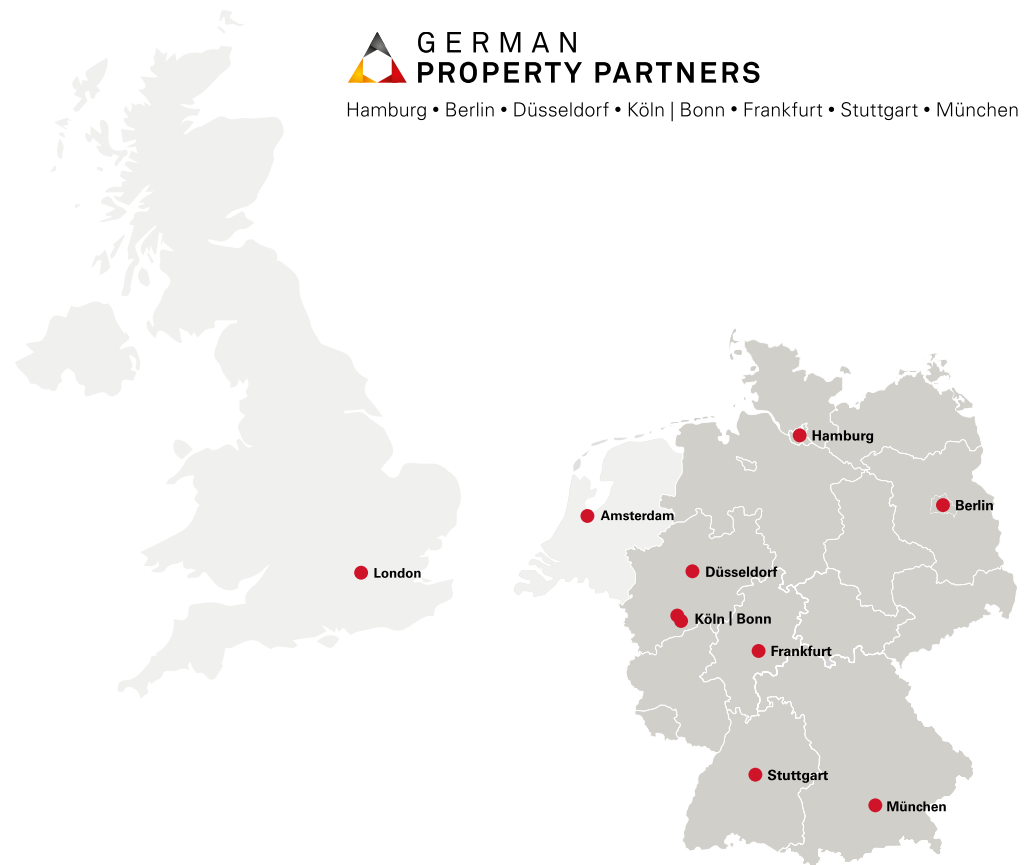 GERMAN
PROPERTY PARTNERS
Hamburg • Berlin • Düsseldorf • Köln | Bonn • Frankfurt • Stuttgart • München
Hamburg
Berlin
Amsterdam
London
Düsseldorf
Köln | Bonn
Frankfurt
Stuttgart
München